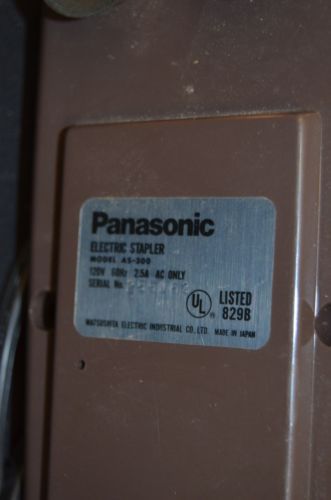 Panasonic
ELECTRIC STAPLER
MODEL AS-300
120V 60Hz 2.5A AC ONLY
SERIAL No.
UL ® LISTED
829B
MATSUSHITA ELECTRIC INDUSTRIAL CO., LTD. MADE IN JAPAN